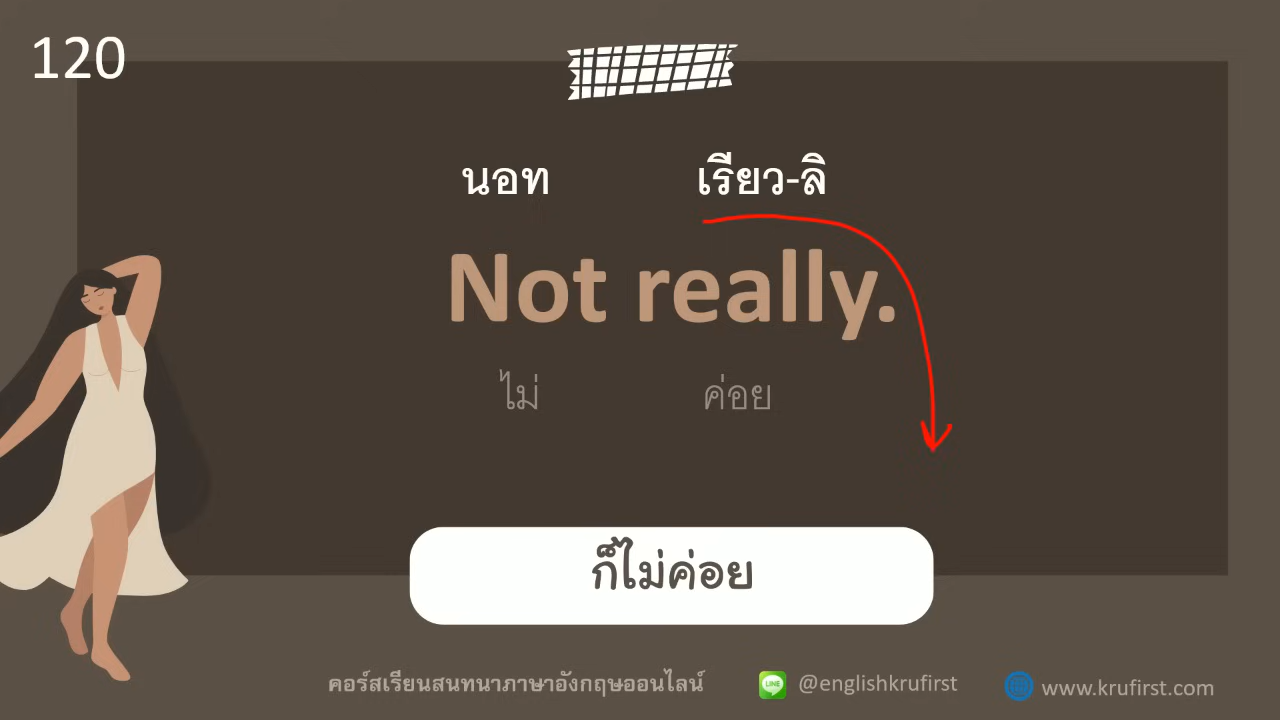 120
นอท เรียว-ลิ
Not really.
ไม่ ค่อย
ก็ไม่ค่อย
คอร์สเรียนสนทนาภาษาอังกฤษออนไลน์ LINE @englishkrufirst www.krufirst.com